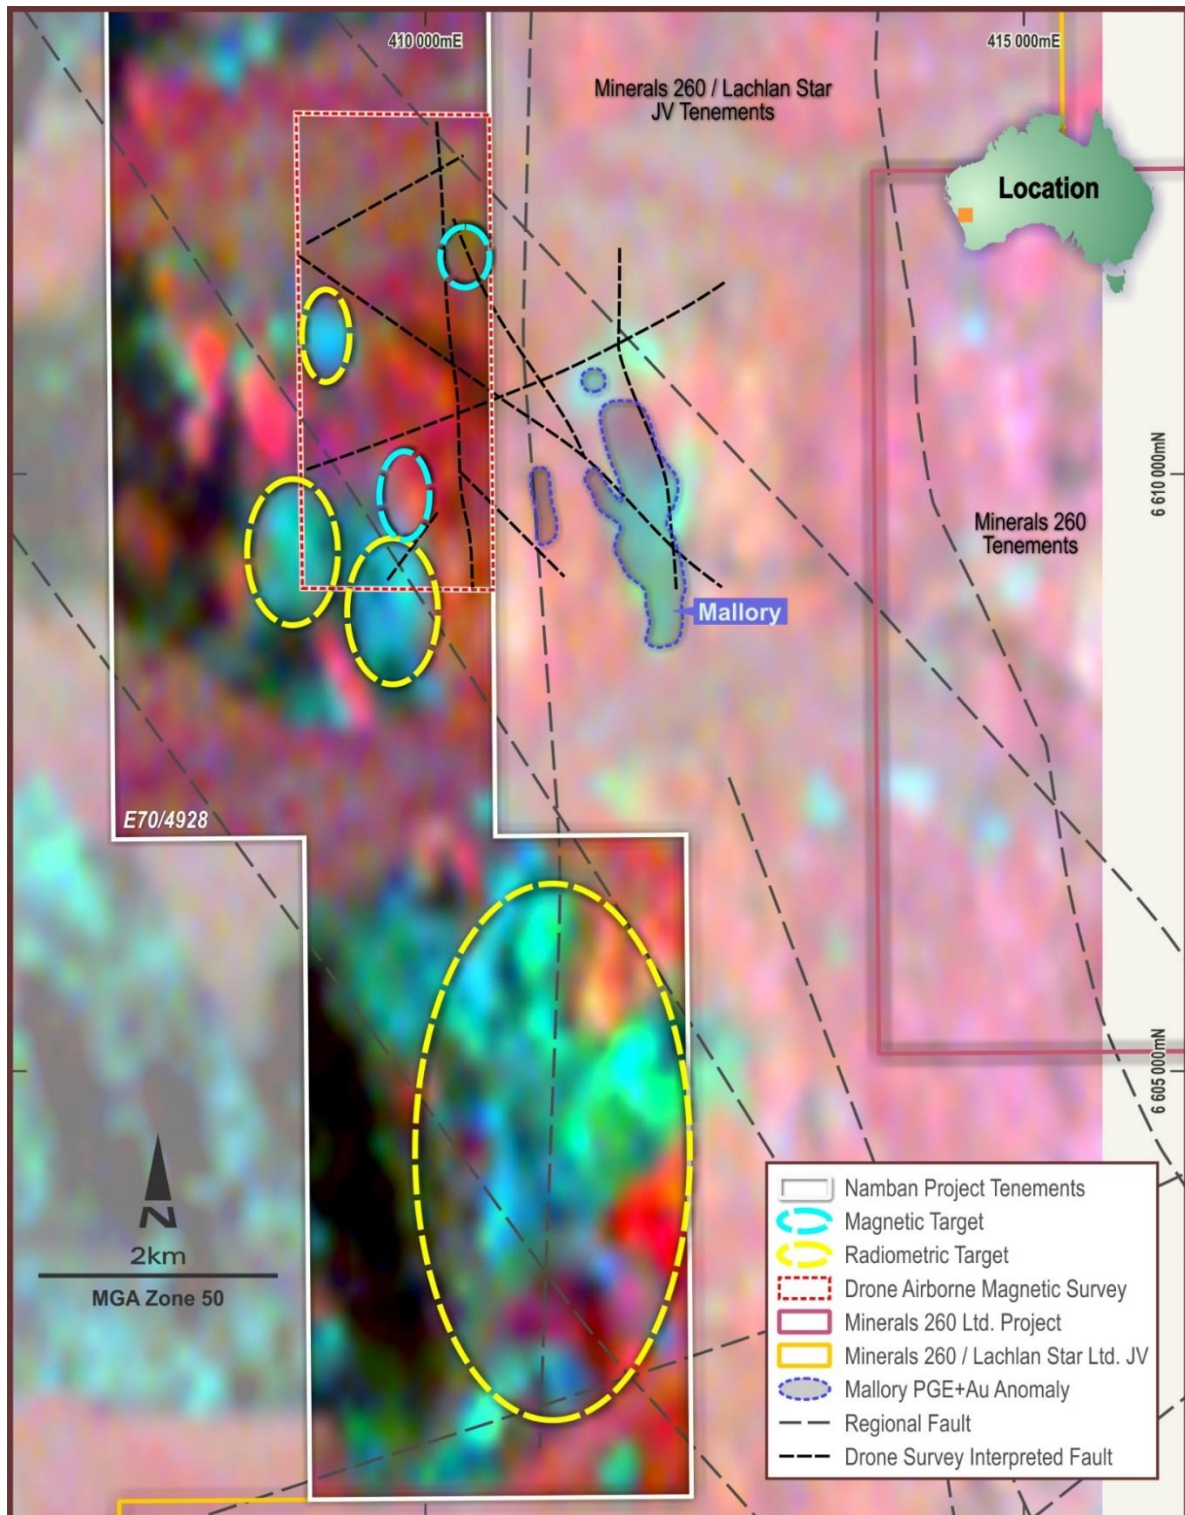 410 000mE
415 000mE
Minerals 260 / Lachlan Star
JV Tenements
Location
6 610 000mN
Minerals 260
Tenements
Mallory
E70/4928
6 605 000mN
N
2km
MGA Zone 50
Namban Project Tenements
Magnetic Target
Radiometric Target
Drone Airborne Magnetic Survey
Minerals 260 Ltd. Project
Minerals 260 / Lachlan Star Ltd. JV
Mallory PGE+Au Anomaly
Regional Fault
Drone Survey Interpreted Fault